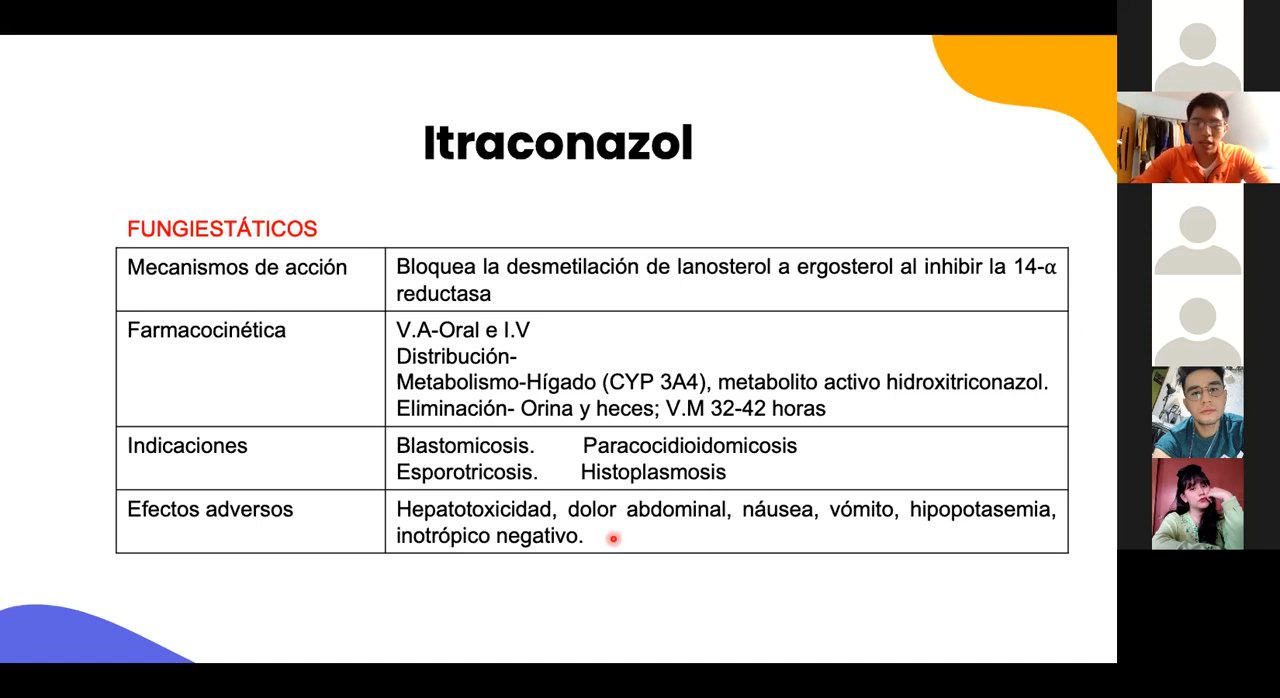 Itraconazol
FUNGIESTÁTICOS
Mecanismos de acción
Bloquea la desmetilación de lanosterol a ergosterol al inhibir la 14-α
reductasa
Farmacocinética
V.A-Oral e I.V
Distribución-
Metabolismo-Hígado (CYP 3A4), metabolito activo hidroxitriconazol.
Eliminación- Orina y heces; V.M 32-42 horas
Indicaciones
Blastomicosis. Paracocidioidomicosis
Esporotricosis. Histoplasmosis
Efectos adversos
Hepatotoxicidad, dolor abdominal, náusea, vómito, hipopotasemia,
inotrópico negativo.